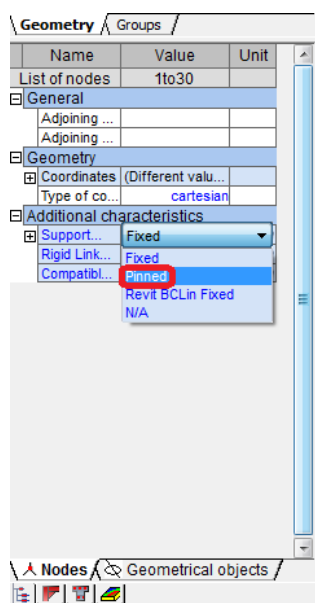 Geometry Groups
Name Value Unit
List of nodes 1to30
General
Adjoining ...
Adjoining ...
Geometry
Coordinates (Different valu...
Type of co... cartesian
Additional characteristics
Support... Fixed
Rigid Link... Fixed
Compatibl... Pinned
Revit BCLin Fixed
N/A
Nodes Geometrical objects